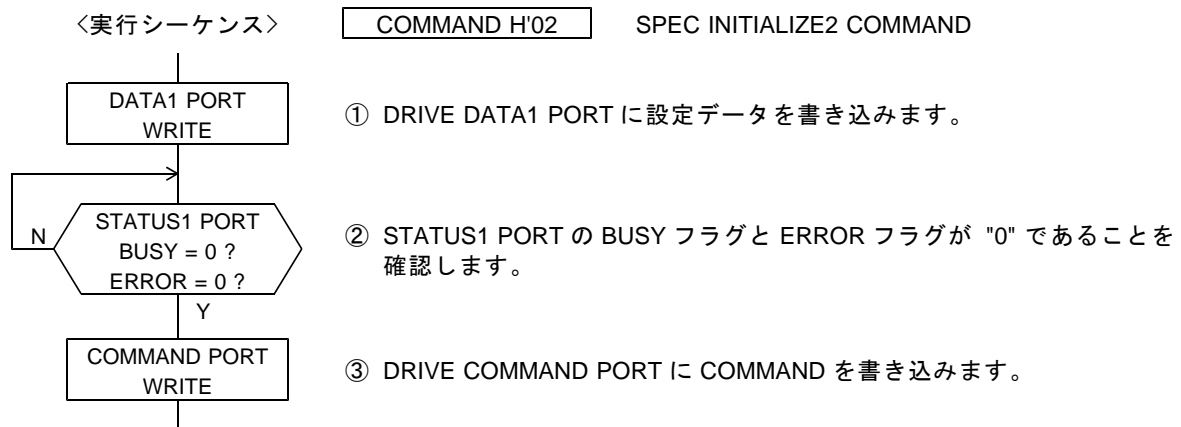 〈実行シーケンス〉 COMMAND H'02 SPEC INITIALIZE2 COMMAND
DATA1 PORT
WRITE
① DRIVE DATA1 PORT に設定データを書き込みます。
N
STATUS1 PORT
BUSY = 0 ?
ERROR = 0 ?
② STATUS1 PORT の BUSY フラグと ERROR フラグが "0" であることを
確認します。
Y
COMMAND PORT
WRITE
③ DRIVE COMMAND PORT に COMMAND を書き込みます。